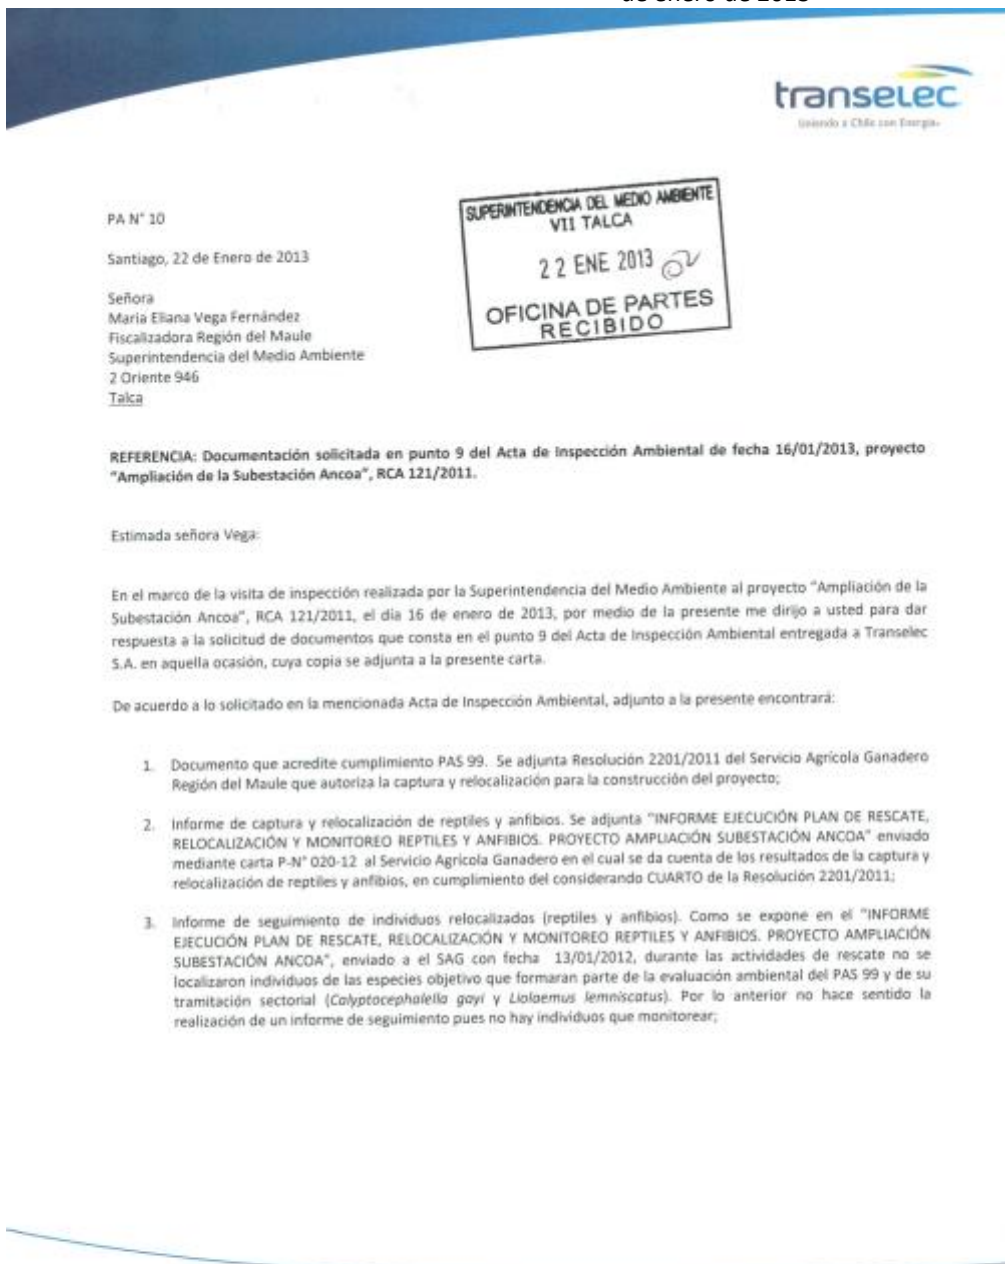 de enero de 2013
transelec
Uniendo a Chile con Energía
PA N° 10
Santiago, 22 de Enero de 2013
Señora
Maria Eliana Vega Fernández
Fiscalizadora Región del Maule
Superintendencia del Medio Ambiente
2 Oriente 946
Talca
SUPERINTENDENCIA DEL MEDIO AMBIENTE
VII TALCA
22 ENE 2013
OFICINA DE PARTES
RECIBIDO
REFERENCIA: Documentación solicitada en punto 9 del Acta de Inspección Ambiental de fecha 16/01/2013, proyecto
"Ampliación de la Subestación Ancoa", RCA 121/2011.
Estimada señora Vega:
En el marco de la visita de inspección realizada por la Superintendencia del Medio Ambiente al proyecto "Ampliación de la
Subestación Ancoa", RCA 121/2011, el día 16 de enero de 2013, por medio de la presente me dirijo a usted para dar
respuesta a la solicitud de documentos que consta en el punto 9 del Acta de Inspección Ambiental entregada a Transelec
S.A. en aquella ocasión, cuya copia se adjunta a la presente carta.
De acuerdo a lo solicitado en la mencionada Acta de Inspección Ambiental, adjunto a la presente encontrará:
1. Documento que acredite cumplimiento PAS 99. Se adjunta Resolución 2201/2011 del Servicio Agrícola Ganadero
Región del Maule que autoriza la captura y relocalización para la construcción del proyecto;
2. Informe de captura y relocalización de reptiles y anfibios. Se adjunta "INFORME EJECUCIÓN PLAN DE RESCATE,
RELOCALIZACIÓN Y MONITOREO REPTILES Y ANFIBIOS. PROYECTO AMPLIACIÓN SUBESTACIÓN ANCOA" enviado
mediante carta P-N° 020-12 al Servicio Agrícola Ganadero en el cual se da cuenta de los resultados de la captura y
relocalización de reptiles y anfibios, en cumplimiento del considerando CUARTO de la Resolución 2201/2011;
3. Informe de seguimiento de individuos relocalizados (reptiles y anfibios). Como se expone en el "INFORME
EJECUCIÓN PLAN DE RESCATE, RELOCALIZACIÓN Y MONITOREO REPTILES Y ANFIBIOS. PROYECTO AMPLIACIÓN
SUBESTACIÓN ANCOA", enviado a el SAG con fecha 13/01/2012, durante las actividades de rescate no se
localizaron individuos de las especies objetivo que formaran parte de la evaluación ambiental del PAS 99 y de su
tramitación sectorial (Calyptocephalella gayi y Liolaemus lemniscatus). Por lo anterior no hace sentido la
realización de un informe de seguimiento pues no hay individuos que monitorear;